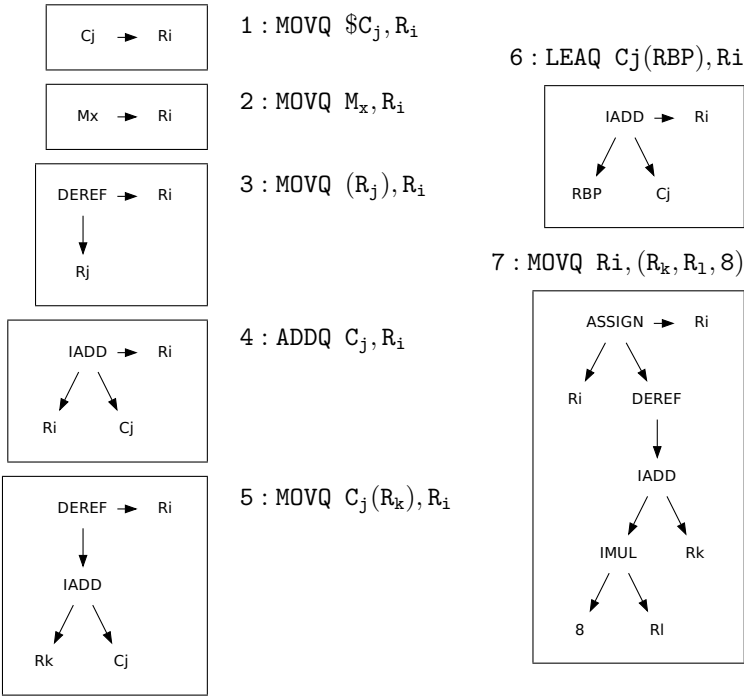 Cj Ri
1 : MOVQ $Cj, Ri
Mx Ri
2 : MOVQ Mx, Ri
DEREF Ri
Rj
3 : MOVQ (Rj), Ri
IADD Ri
Ri Cj
4 : ADDQ Cj, Ri
DEREF Ri
IADD
Rk Cj
5 : MOVQ Cj(Rk), Ri
6 : LEAQ Cj(RBP), Ri
IADD Ri
RBP Cj
7 : MOVQ Ri, (Rk, Rl, 8)
ASSIGN Ri
Ri DEREF
IADD
IMUL Rk
8 Rl